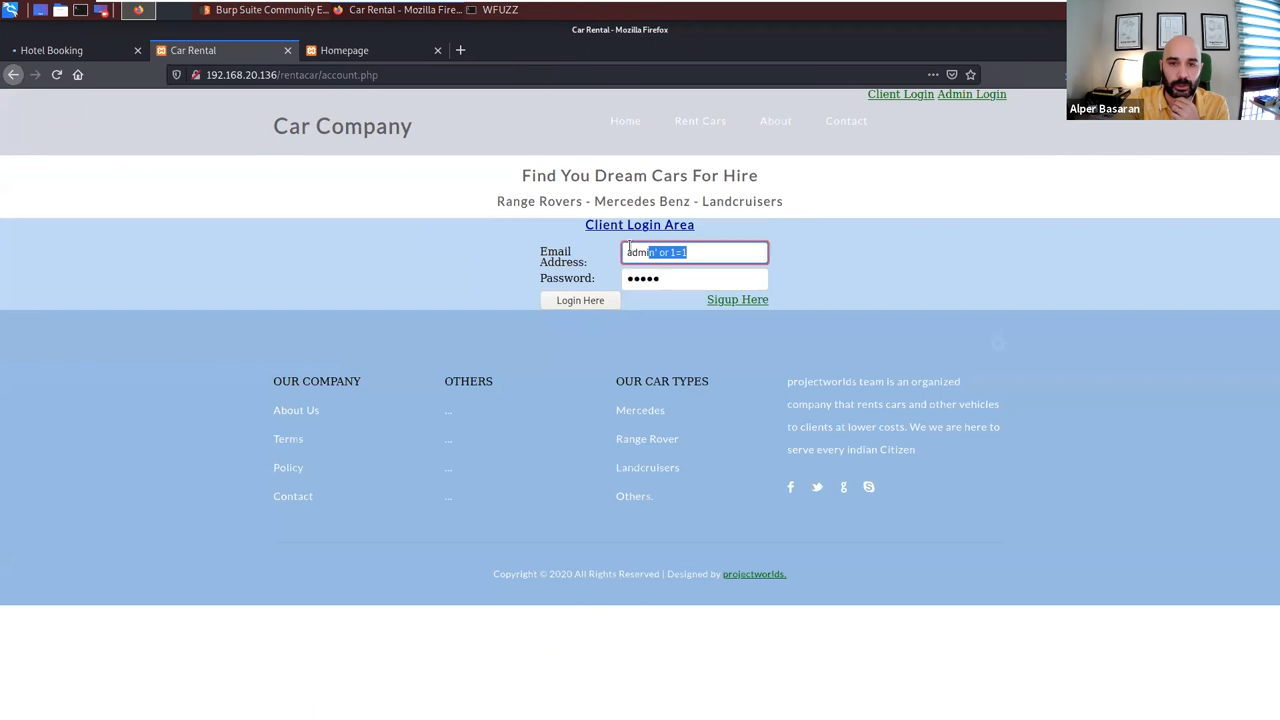 Burp Suite Community E...
Car Rental - Mozilla Fire...
WFUZZ
Car Rental - Mozilla Firefox
Hotel Booking
Car Rental
Homepage
192.168.20.136/rentacar/account.php
Alper Basaran
Client Login Admin Login
Car Company
Home Rent Cars About Contact
Find You Dream Cars For Hire
Range Rovers - Mercedes Benz - Landcruisers
Client Login Area
Email
Address:
admin' or 1=1
Password:
●●●●●
Login Here
Sigup Here
OUR COMPANY
About Us
Terms
Policy
Contact
OTHERS
...
...
...
...
OUR CAR TYPES
Mercedes
Range Rover
Landcruisers
Others.
projectworlds team is an organized
company that rents cars and other vehicles
to clients at lower costs. We we are here to
serve every indian Citizen
Copyright © 2020 All Rights Reserved | Designed by projectworlds.